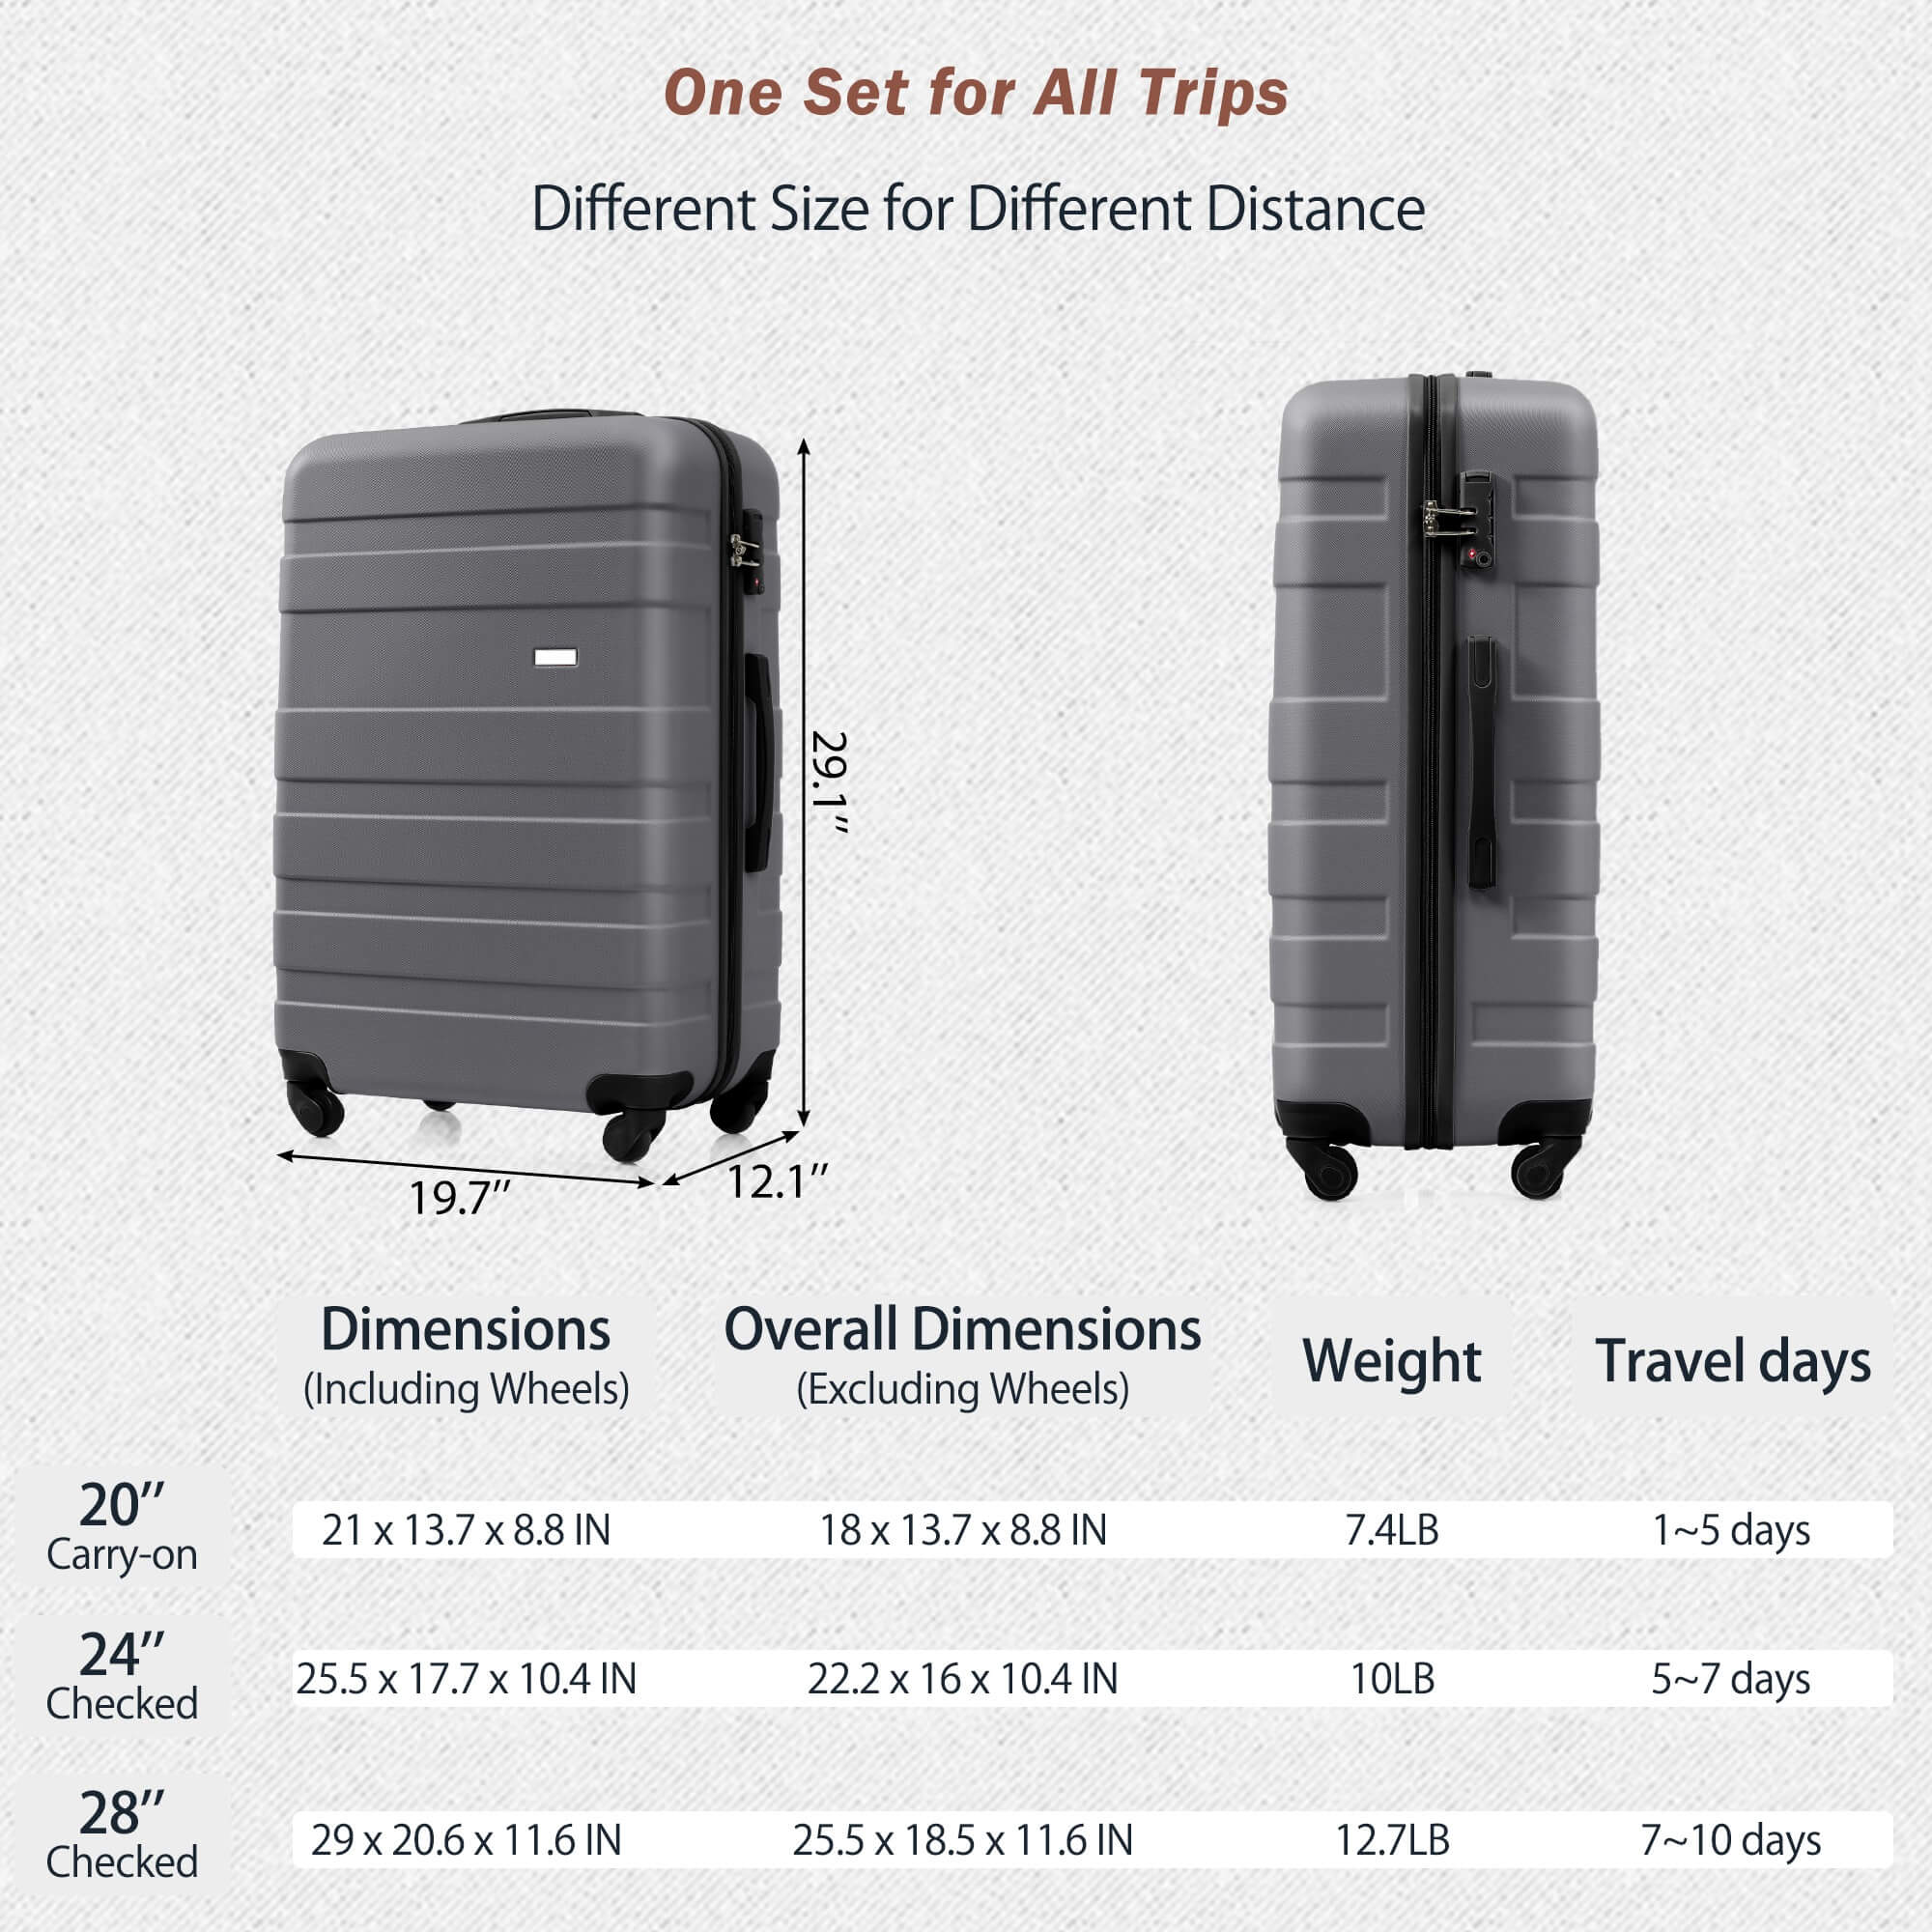 One Set for All Trips
Different Size for Different Distance
29.1’’
19.7’’
12.1’’
Dimensions
(Including Wheels)
Overall Dimensions
(Excluding Wheels)
Weight
Travel days
20’’
Carry-on
21 x 13.7 x 8.8 IN
18 x 13.7 x 8.8 IN
7.4LB
1~5 days
24’’
Checked
25.5 x 17.7 x 10.4 IN
22.2 x 16 x 10.4 IN
10LB
5~7 days
28’’
Checked
29 x 20.6 x 11.6 IN
25.5 x 18.5 x 11.6 IN
12.7LB
7~10 days